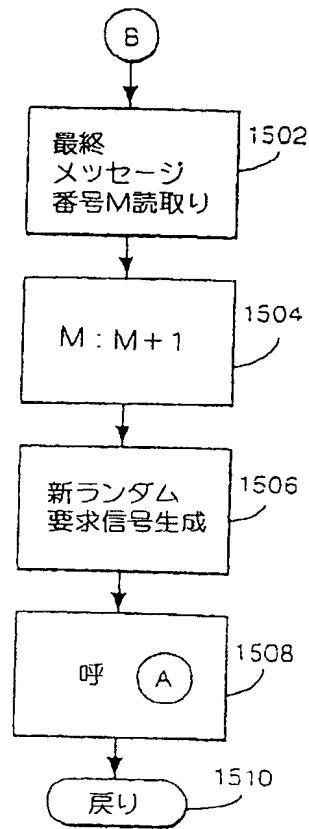 B
最終
メッセージ
番号M読取り
1502
M:M+1
1504
新ランダム
要求信号生成
1506
呼 A
1508
戻り
1510